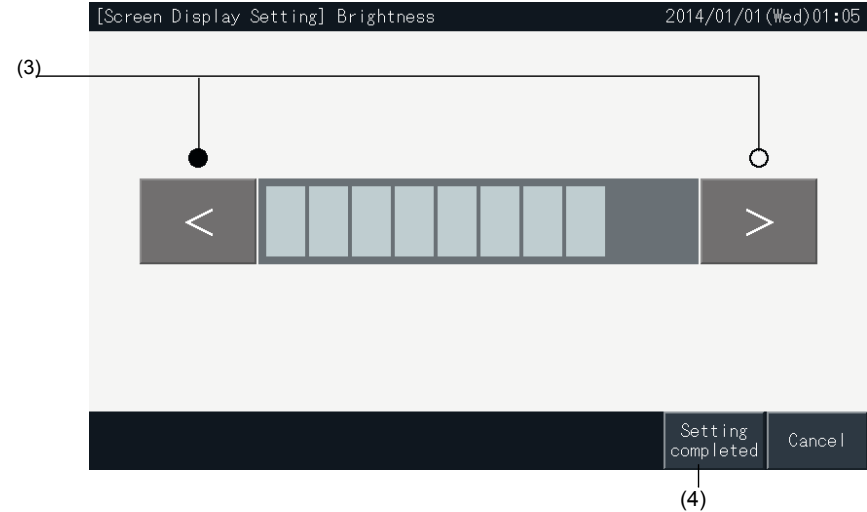 [Screen Display Setting] Brightness 2014/01/01(Wed)01:05
(3)
< >
Setting
completed
Cancel
(4)